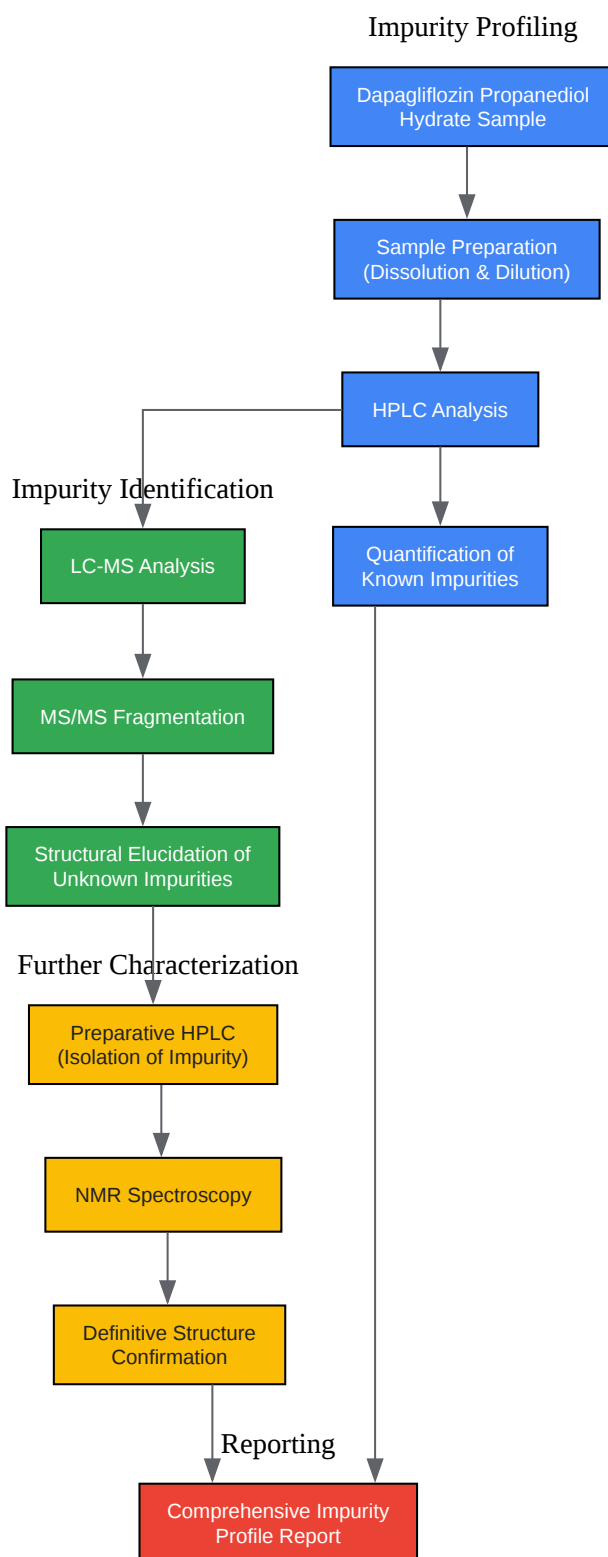 Impurity Profiling
Dapagliflozin Propanediol
Hydrate Sample
Sample Preparation
(Dissolution & Dilution)
HPLC Analysis
Impurity Identification
LC-MS Analysis
Quantification of
Known Impurities
MS/MS Fragmentation
Structural Elucidation of
Unknown Impurities
Further Characterization
Preparative HPLC
(Isolation of Impurity)
NMR Spectroscopy
Definitive Structure
Confirmation
Reporting
Comprehensive Impurity
Profile Report